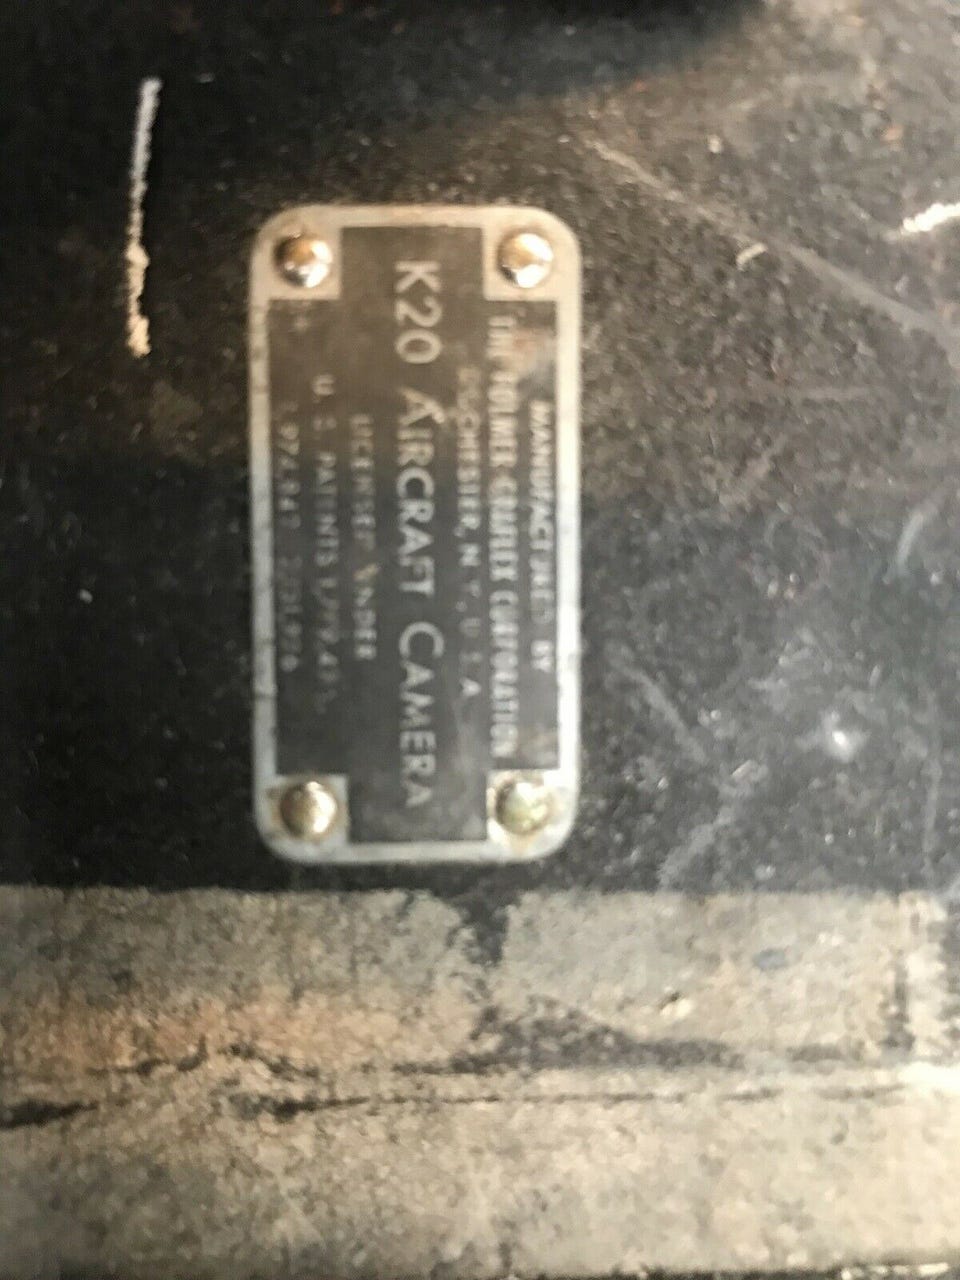 MANUFACTURED BY
THE FOLMER GRAFLEX CORPORATION
ROCHESTER, N.Y., U.S.A.
K20 AIRCRAFT CAMERA
LICENSED UNDER
U.S. PATENTS